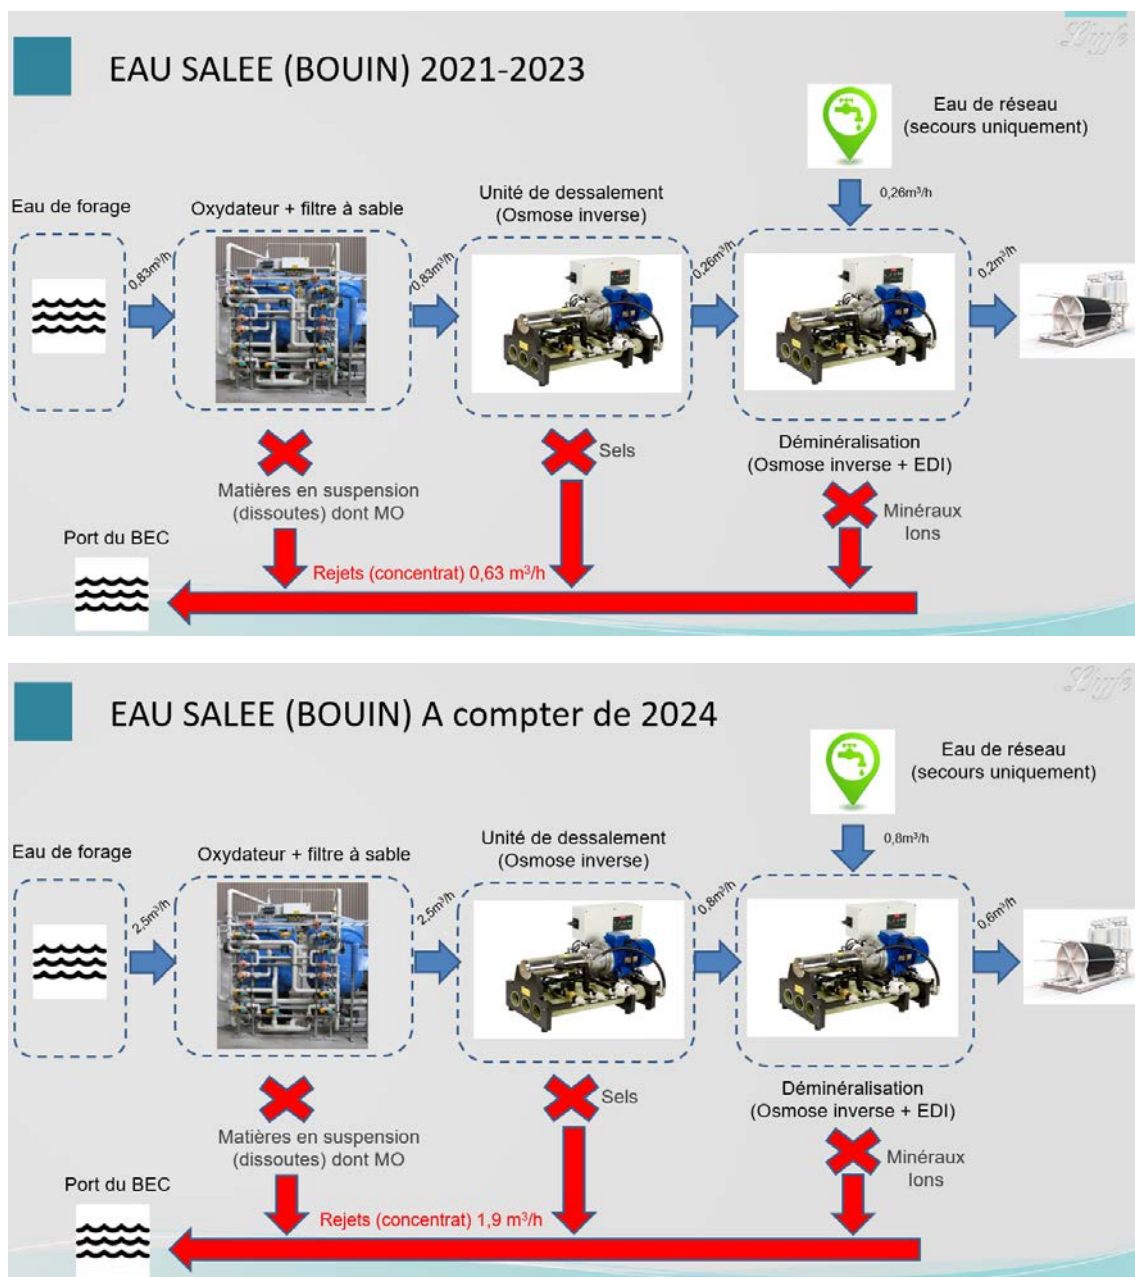 Lhyfe
EAU SALEE (BOUIN) 2021-2023
Eau de réseau
(secours uniquement)
0,26m³/h
Unité de dessalement
(Osmose inverse)
Eau de forage
Oxydateur + filtre à sable
0,83m³/h
0,83m³/h
0,26m³/h
0,2m³/h
Déminéralisation
(Osmose inverse + EDI)
Sels
Matières en suspension
(dissoutes) dont MO
Minéraux
Ions
Port du BEC
Rejets (concentrat) 0,63 m³/h
Lhyfe
EAU SALEE (BOUIN) A compter de 2024
Eau de réseau
(secours uniquement)
0,8m³/h
Unité de dessalement
(Osmose inverse)
Eau de forage
Oxydateur + filtre à sable
2,5m³/h
2,5m³/h
0,8m³/h
0,6m³/h
Déminéralisation
(Osmose inverse + EDI)
Sels
Matières en suspension
(dissoutes) dont MO
Minéraux
Ions
Port du BEC
Rejets (concentrat) 1,9 m³/h